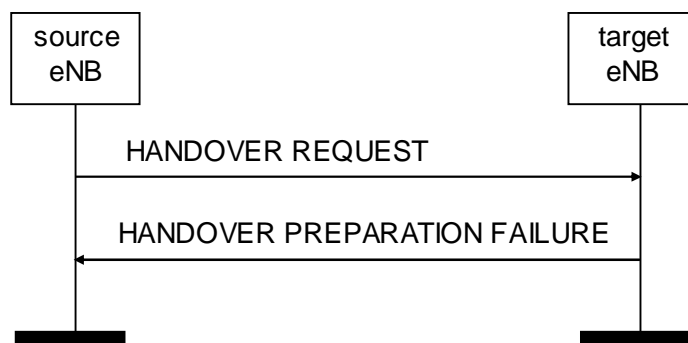 source
eNB
target
eNB
HANDOVER REQUEST
HANDOVER PREPARATION FAILURE